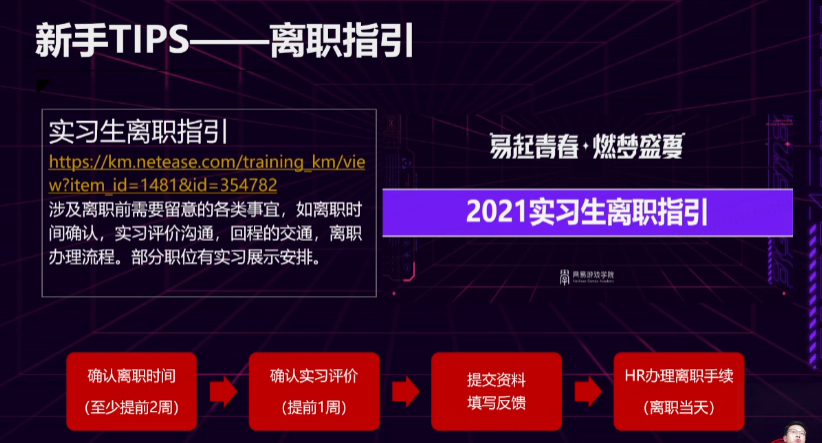 新手TIPS——离职指引
实习生离职指引
https://km.netease.com/training_km/vie
w?item_id=1481&id=354782
涉及离职前需要留意的各类事宜，如离职时
间确认，实习评价沟通，回程的交通，离职
办理流程。部分职位有实习展示安排。
易起青春·燃梦盛夏
2021实习生离职指引
网易游戏学院
确认离职时间
（至少提前2周）
确认实习评价
（提前1周）
提交资料
填写反馈
HR办理离职手续
（离职当天）